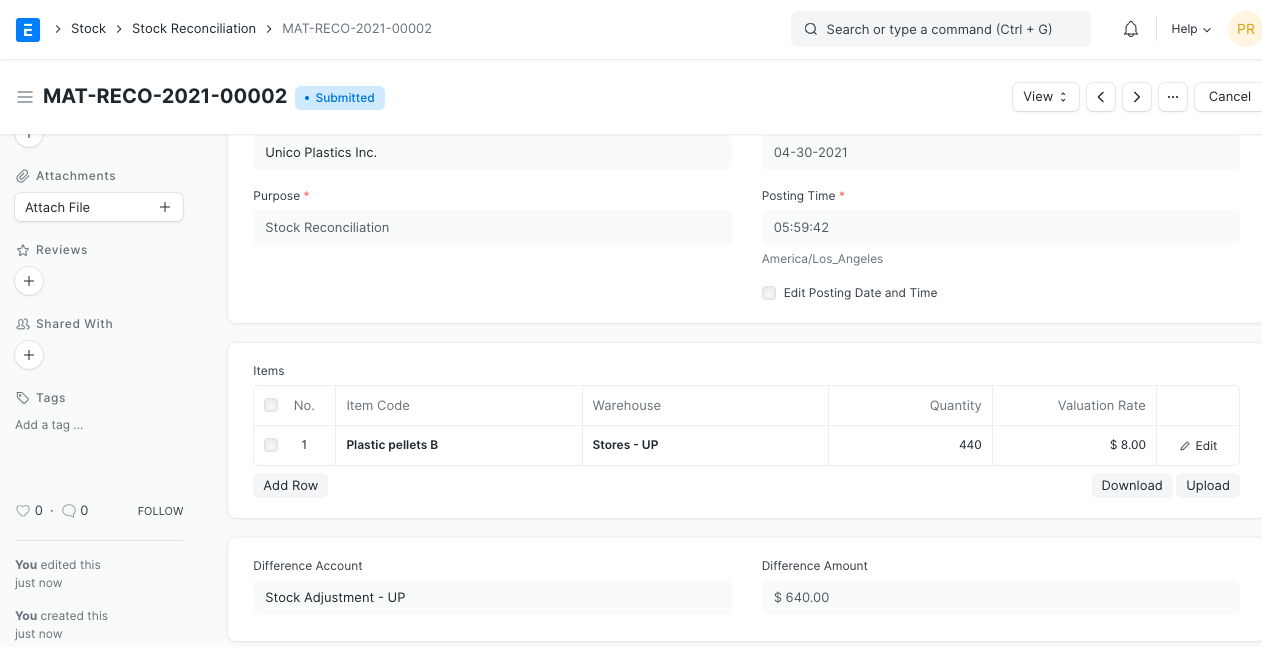 E
Stock
Stock Reconciliation
MAT-RECO-2021-00002
Search or type a command (Ctrl + G)
Help
PR
MAT-RECO-2021-00002
Submitted
View
...
Cancel
Attachments
Attach File
Reviews
Shared With
Tags
Add a tag ...
0 · 0
FOLLOW
You edited this
just now
You created this
just now
Unico Plastics Inc.
04-30-2021
Purpose *
Stock Reconciliation
Posting Time *
05:59:42
America/Los_Angeles
Edit Posting Date and Time
Items
No. Item Code Warehouse Quantity Valuation Rate
1 Plastic pellets B Stores - UP 440 $ 8.00 Edit
Add Row
Download
Upload
Difference Account
Stock Adjustment - UP
Difference Amount
$ 640.00